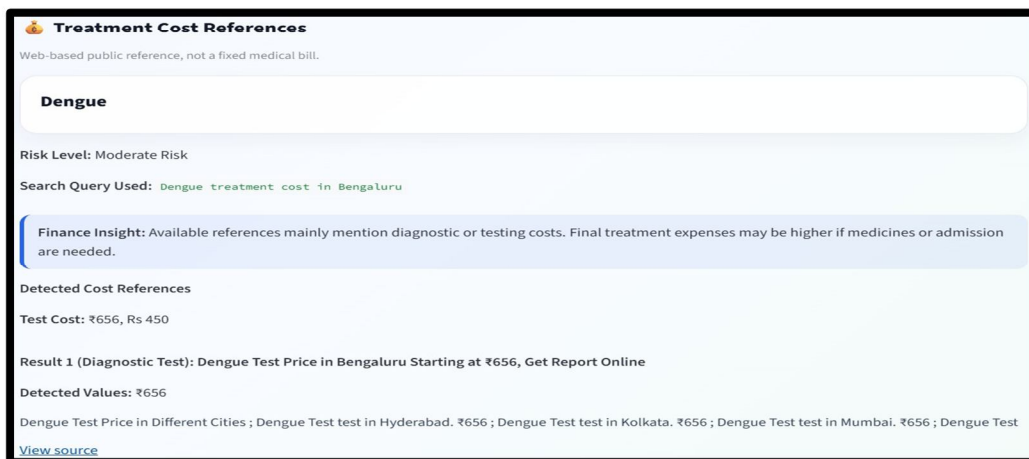 Treatment Cost References
Web-based public reference, not a fixed medical bill.
Dengue
Risk Level: Moderate Risk
Search Query Used: Dengue treatment cost in Bengaluru
Finance Insight: Available references mainly mention diagnostic or testing costs. Final treatment expenses may be higher if medicines or admission
are needed.
Detected Cost References
Test Cost: ₹656, Rs 450
Result 1 (Diagnostic Test): Dengue Test Price in Bengaluru Starting at ₹656, Get Report Online
Detected Values: ₹656
Dengue Test Price in Different Cities ; Dengue Test test in Hyderabad. ₹656 ; Dengue Test test in Kolkata. ₹656 ; Dengue Test test in Mumbai. ₹656 ; Dengue Test
View source